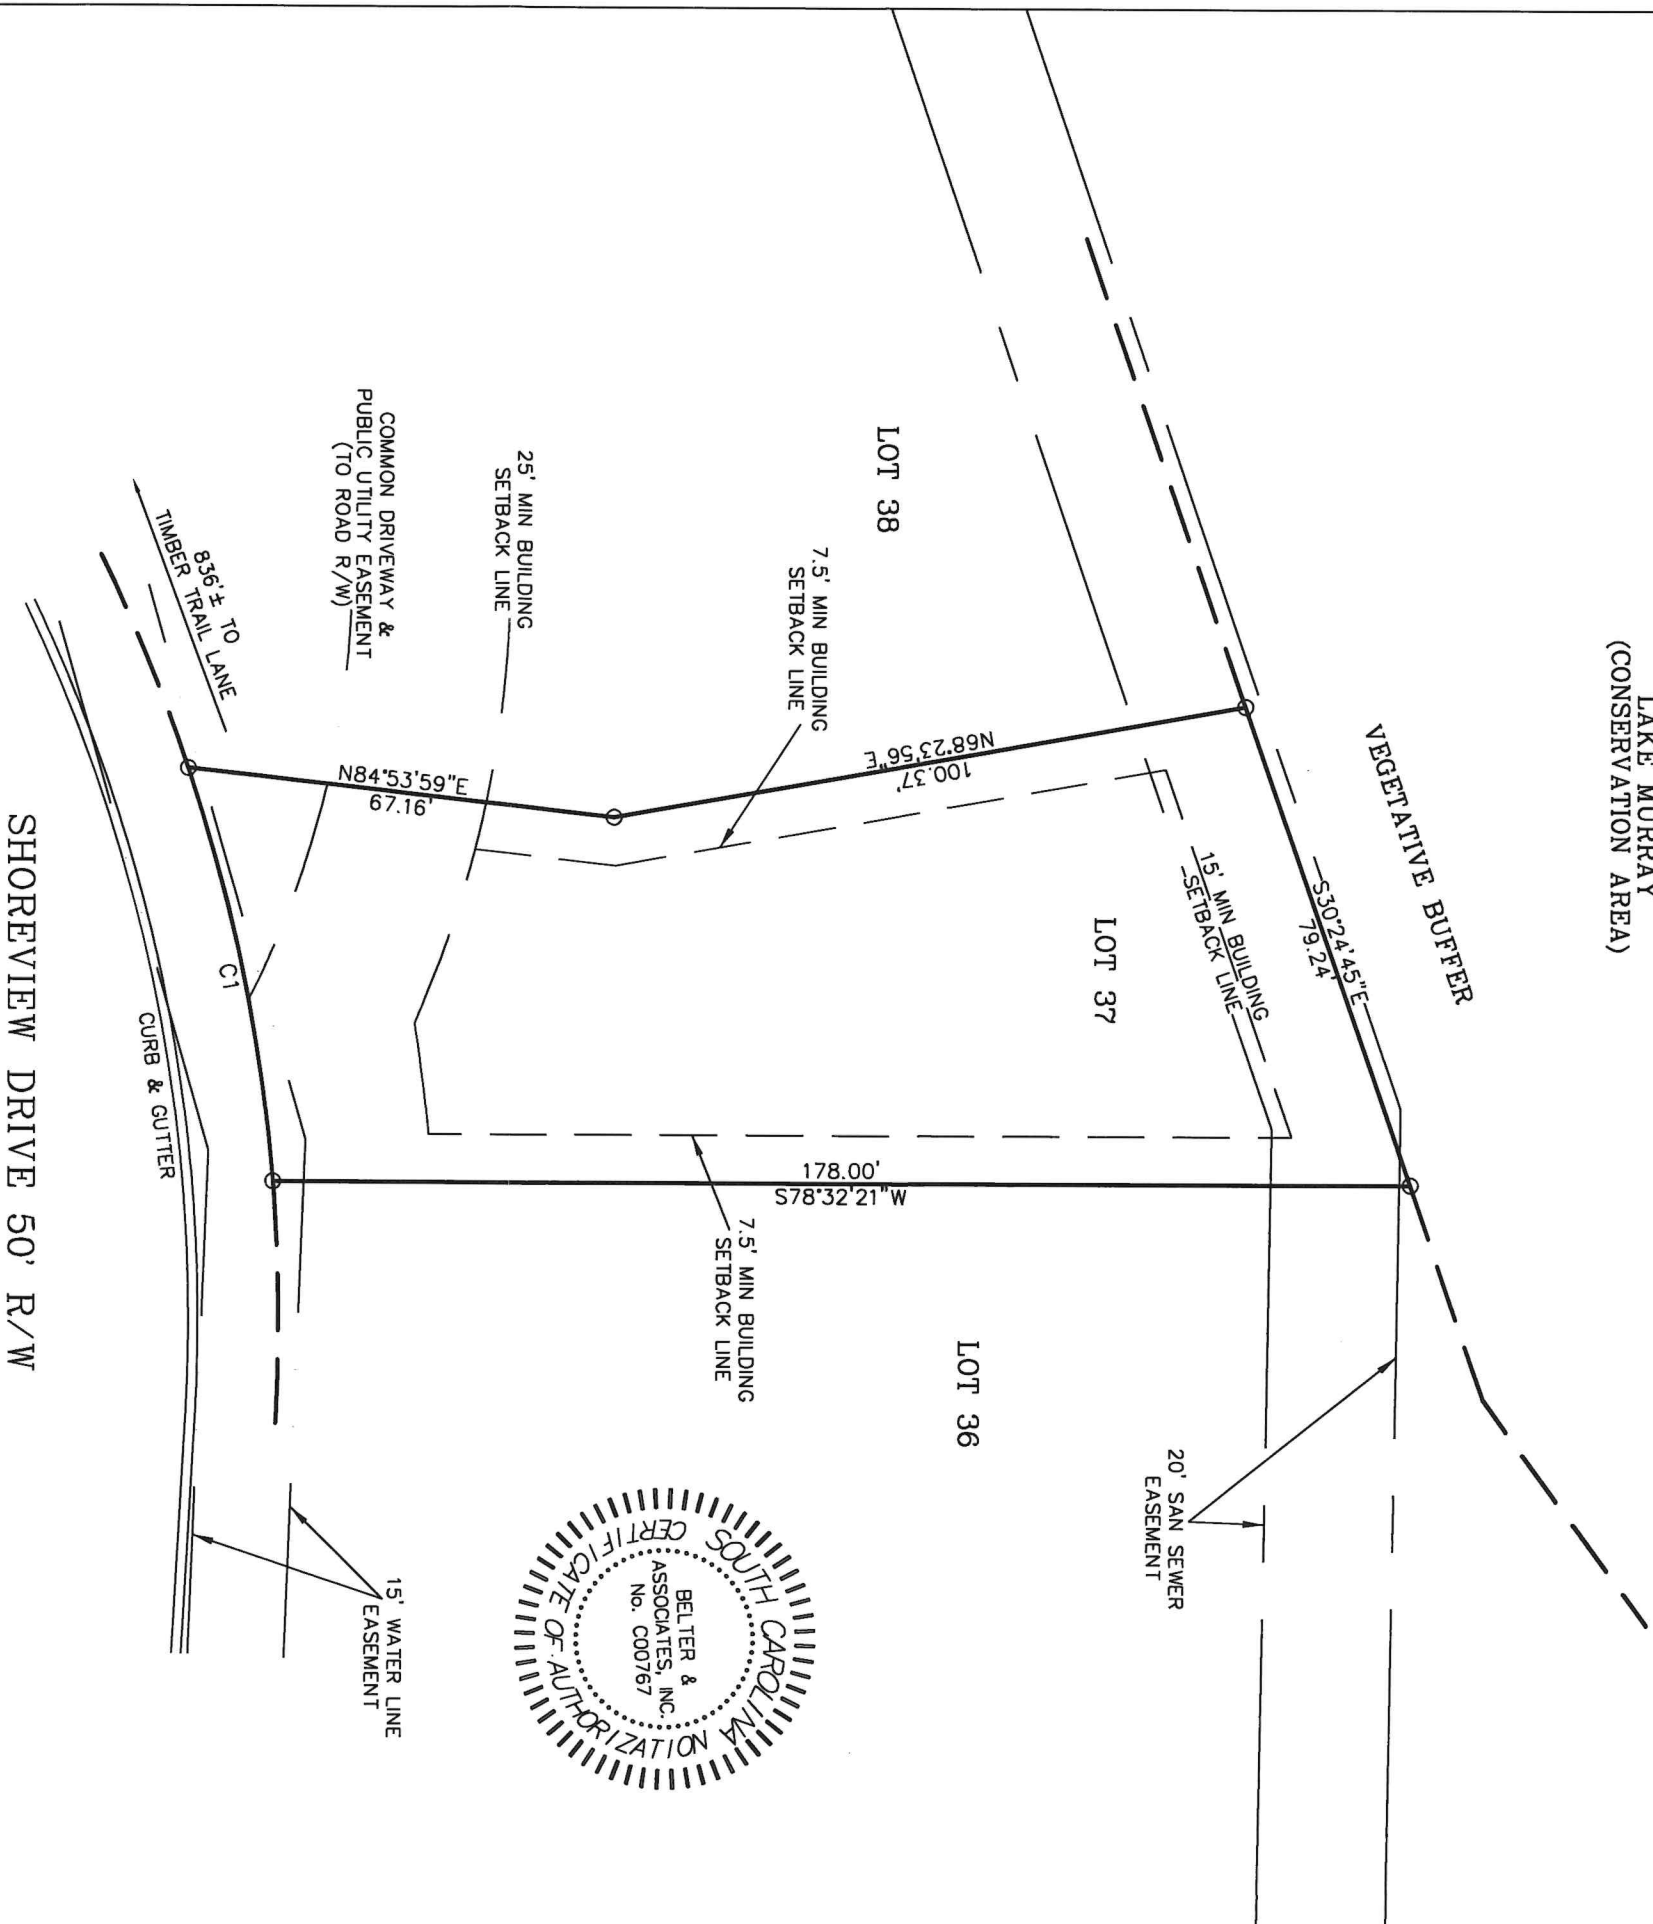 LAKE MURRAY
(CONSERVATION AREA)
VEGETATIVE BUFFER
S30°24'45"E
79.24'
15' MIN BUILDING
SETBACK LINE
LOT 37
LOT 38
N68°23'56"E
100.37'
7.5' MIN BUILDING
SETBACK LINE
25' MIN BUILDING
SETBACK LINE
COMMON DRIVEWAY &
PUBLIC UTILITY EASEMENT
(TO ROAD R/W)
N84°53'59"E
67.16'
836'± TO
TIMBER TRAIL LANE
C1
CURB & GUTTER
178.00'
S78°32'21"W
7.5' MIN BUILDING
SETBACK LINE
LOT 36
20' SAN SEWER
EASEMENT
SOUTH CAROLINA
CERTIFICATE OF AUTHORIZATION
BELTER &
ASSOCIATES, INC.
No. C00767
15' WATER LINE
EASEMENT
SHOREVIEW DRIVE 50' R/W